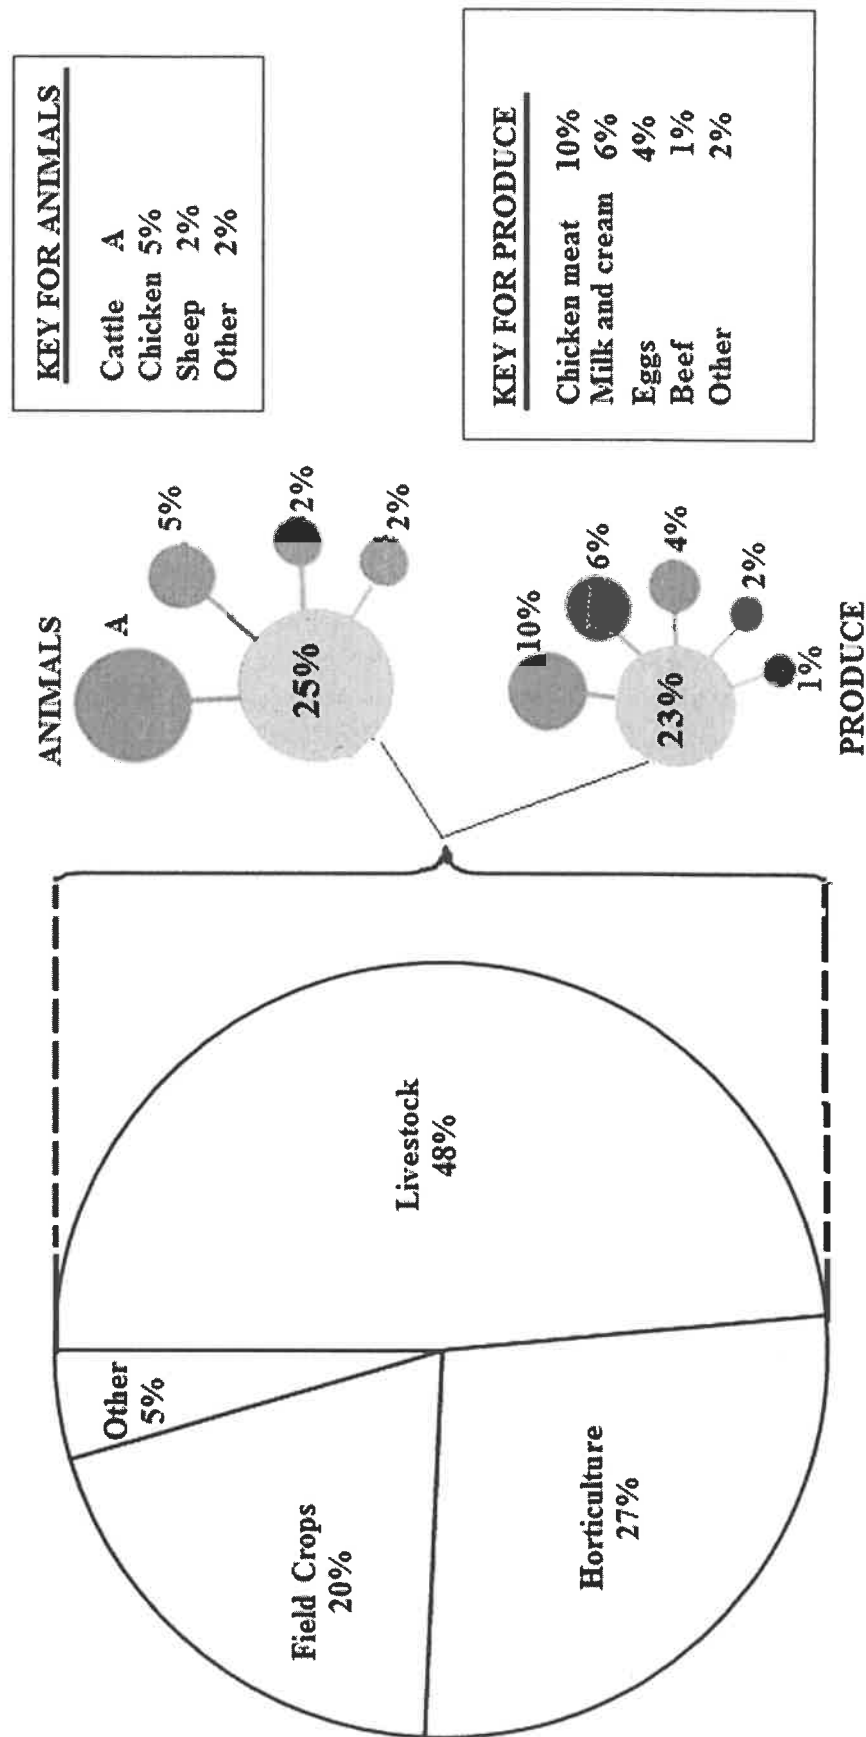 Other
5%
Field Crops
20%
Livestock
48%
Horticulture
27%
ANIMALS
A
5%
2%
2%
25%
10%
6%
4%
2%
1%
23%
PRODUCE
KEY FOR ANIMALS
Cattle A
Chicken 5%
Sheep 2%
Other 2%
KEY FOR PRODUCE
Chicken meat 10%
Milk and cream 6%
Eggs 4%
Beef 1%
Other 2%